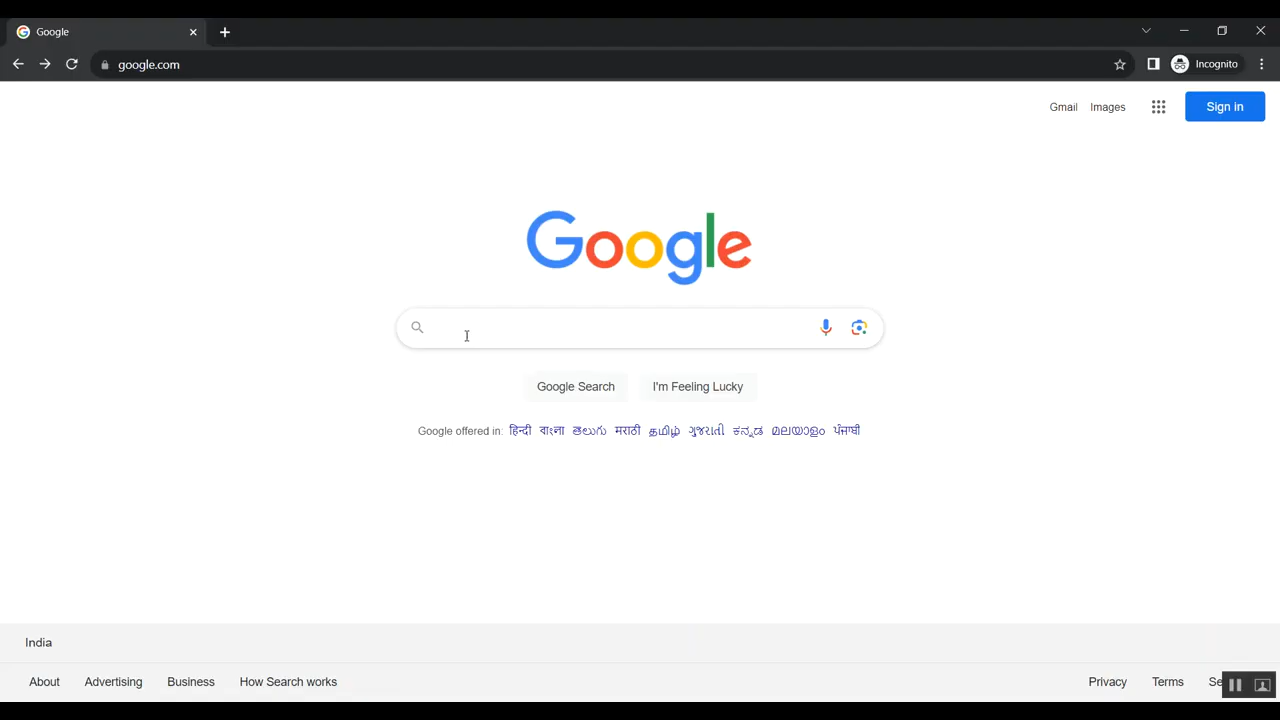 Google
google.com
Incognito
Gmail Images Sign in
Google
Google Search I'm Feeling Lucky
Google offered in: हिन्दी বাংলা తెలుగు मराठी தமிழ் ગુજરાતી ಕನ್ನಡ മലയാളം ਪੰਜਾਬੀ
India
About Advertising Business How Search works Privacy Terms